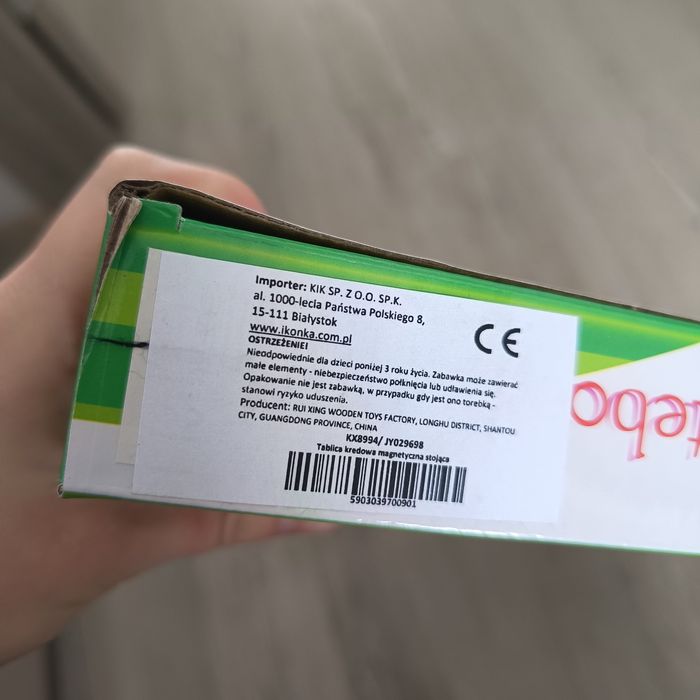 Importer: KIK SP. Z O.O. SP.K.
al. 1000-lecia Państwa Polskiego 8,
15-111 Białystok
www.ikonka.com.pl
CE
OSTRZEŻENIE!
Nieodpowiednie dla dzieci poniżej 3 roku życia. Zabawka może zawierać
małe elementy - niebezpieczeństwo połknięcia lub udławienia się.
Opakowanie nie jest zabawką, w przypadku gdy jest ono torebką -
stanowi ryzyko uduszenia.
Producent: RUI XING WOODEN TOYS FACTORY, LONGHU DISTRICT, SHANTOU
CITY, GUANGDONG PROVINCE, CHINA
KX8994/ JY029698
Tablica kredowa magnetyczna stojąca
5903039700901